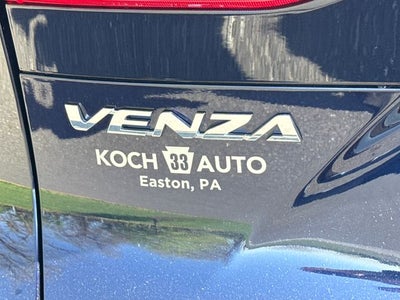 VENZA
KOCH 33 AUTO
Easton, PA